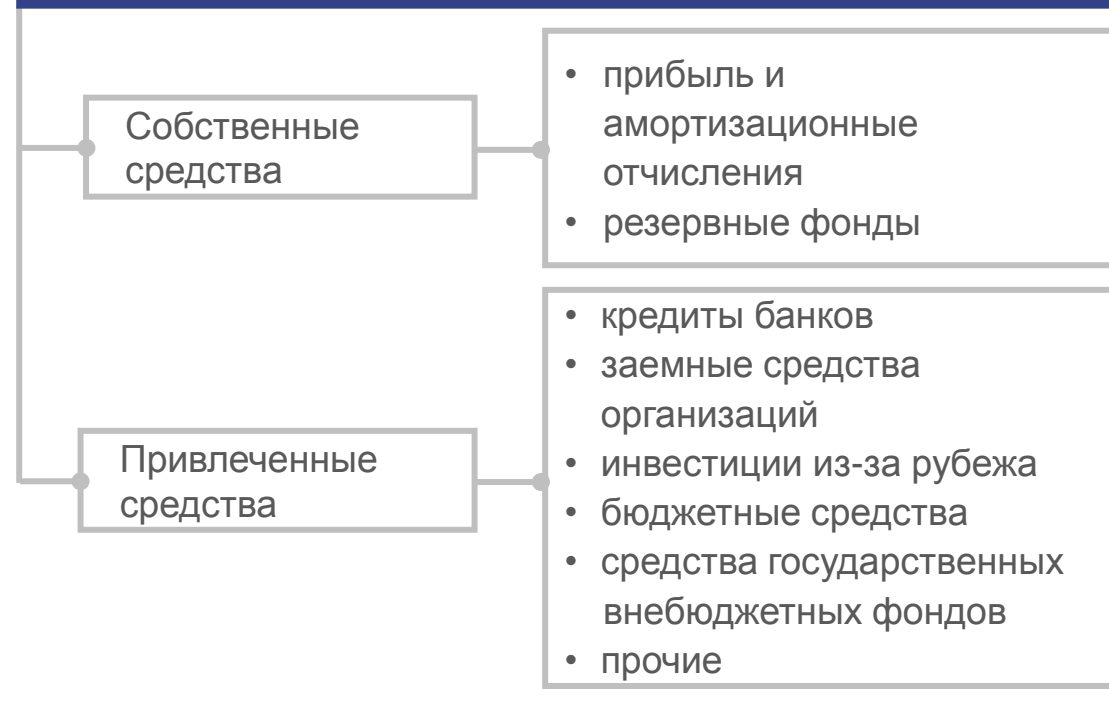 Собственные
средства
• прибыль и
амортизационные
отчисления
• резервные фонды
Привлеченные
средства
• кредиты банков
• заемные средства
организаций
• инвестиции из-за рубежа
• бюджетные средства
• средства государственных
внебюджетных фондов
• прочие